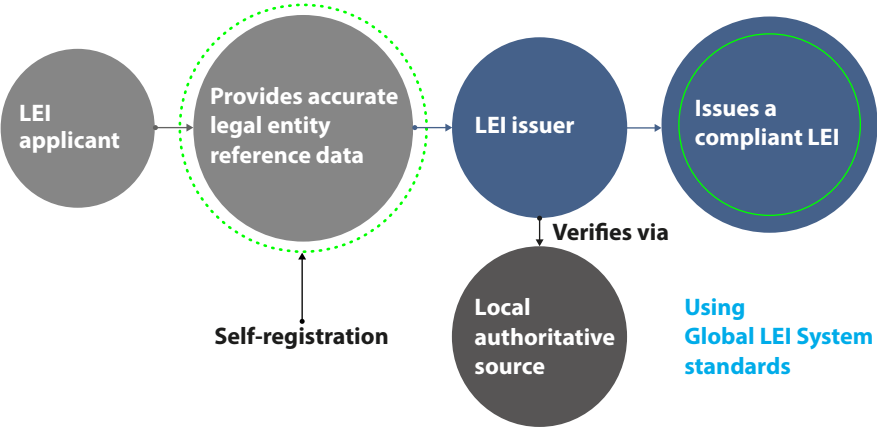 LEI
applicant
Provides accurate
legal entity
reference data
LEI issuer
Issues a
compliant LEI
Verifies via
Self-registration
Local
authoritative
source
Using
Global LEI System
standards